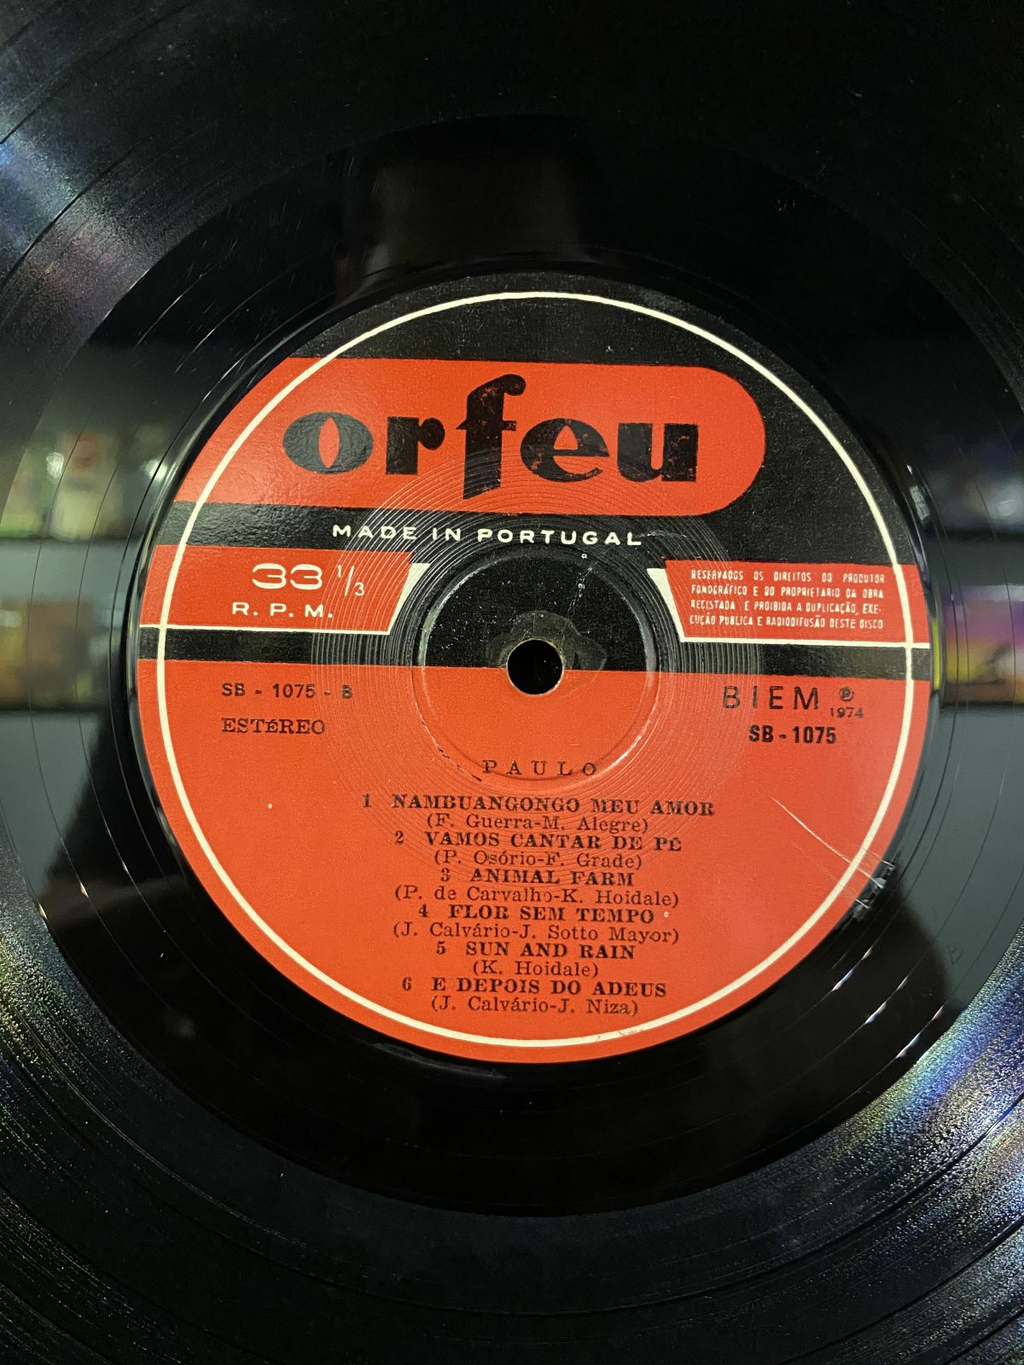 orfeu
MADE IN PORTUGAL
33 1/3
R. P. M.
RESERVADOS OS DIREITOS DO PRODUTOR
FONOGRÁFICO E DO PROPRIETARIO DA OBRA
REGISTADA E PROIBIDA A DUPLICAÇÃO, EXE-
CUÇÃO PUBLICA E RADIODIFUSÃO DESTE DISCO
SB - 1075 - B
ESTÉREO
BIEM ℗
1974
SB - 1075
PAULO
1 NAMBUANGONGO MEU AMOR
(F. Guerra-M. Alegre)
2 VAMOS CANTAR DE PÉ
(P. Osório-F. Grade)
3 ANIMAL FARM
(P. de Carvalho-K. Hoidale)
4 FLOR SEM TEMPO
(J. Calvário-J. Sotto Mayor)
5 SUN AND RAIN
(K. Hoidale)
6 E DEPOIS DO ADEUS
(J. Calvário-J. Niza)